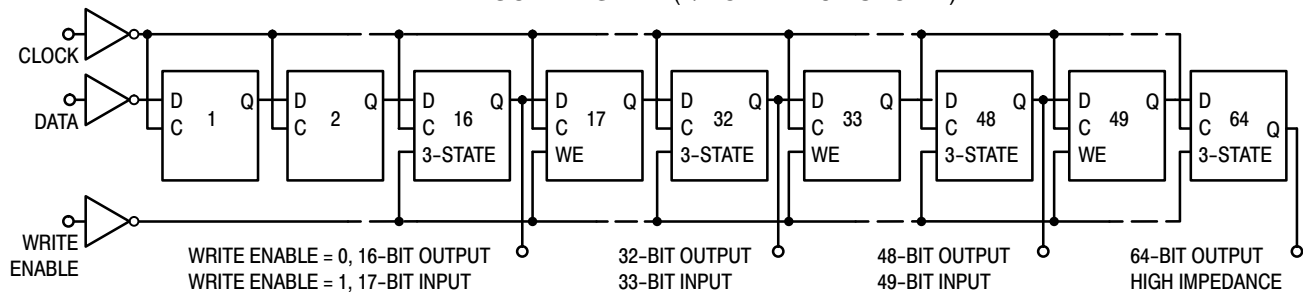 CLOCK
DATA
D Q
C
1
D Q
C
2
D Q
C
16
3-STATE
D Q
C
17
WE
D Q
C
32
3-STATE
D Q
C
33
WE
D Q
C
48
3-STATE
D Q
C
49
WE
D
C
64
Q
3-STATE
WRITE
ENABLE
WRITE ENABLE = 0, 16-BIT OUTPUT
WRITE ENABLE = 1, 17-BIT INPUT
32-BIT OUTPUT
33-BIT INPUT
48-BIT OUTPUT
49-BIT INPUT
64-BIT OUTPUT
HIGH IMPEDANCE